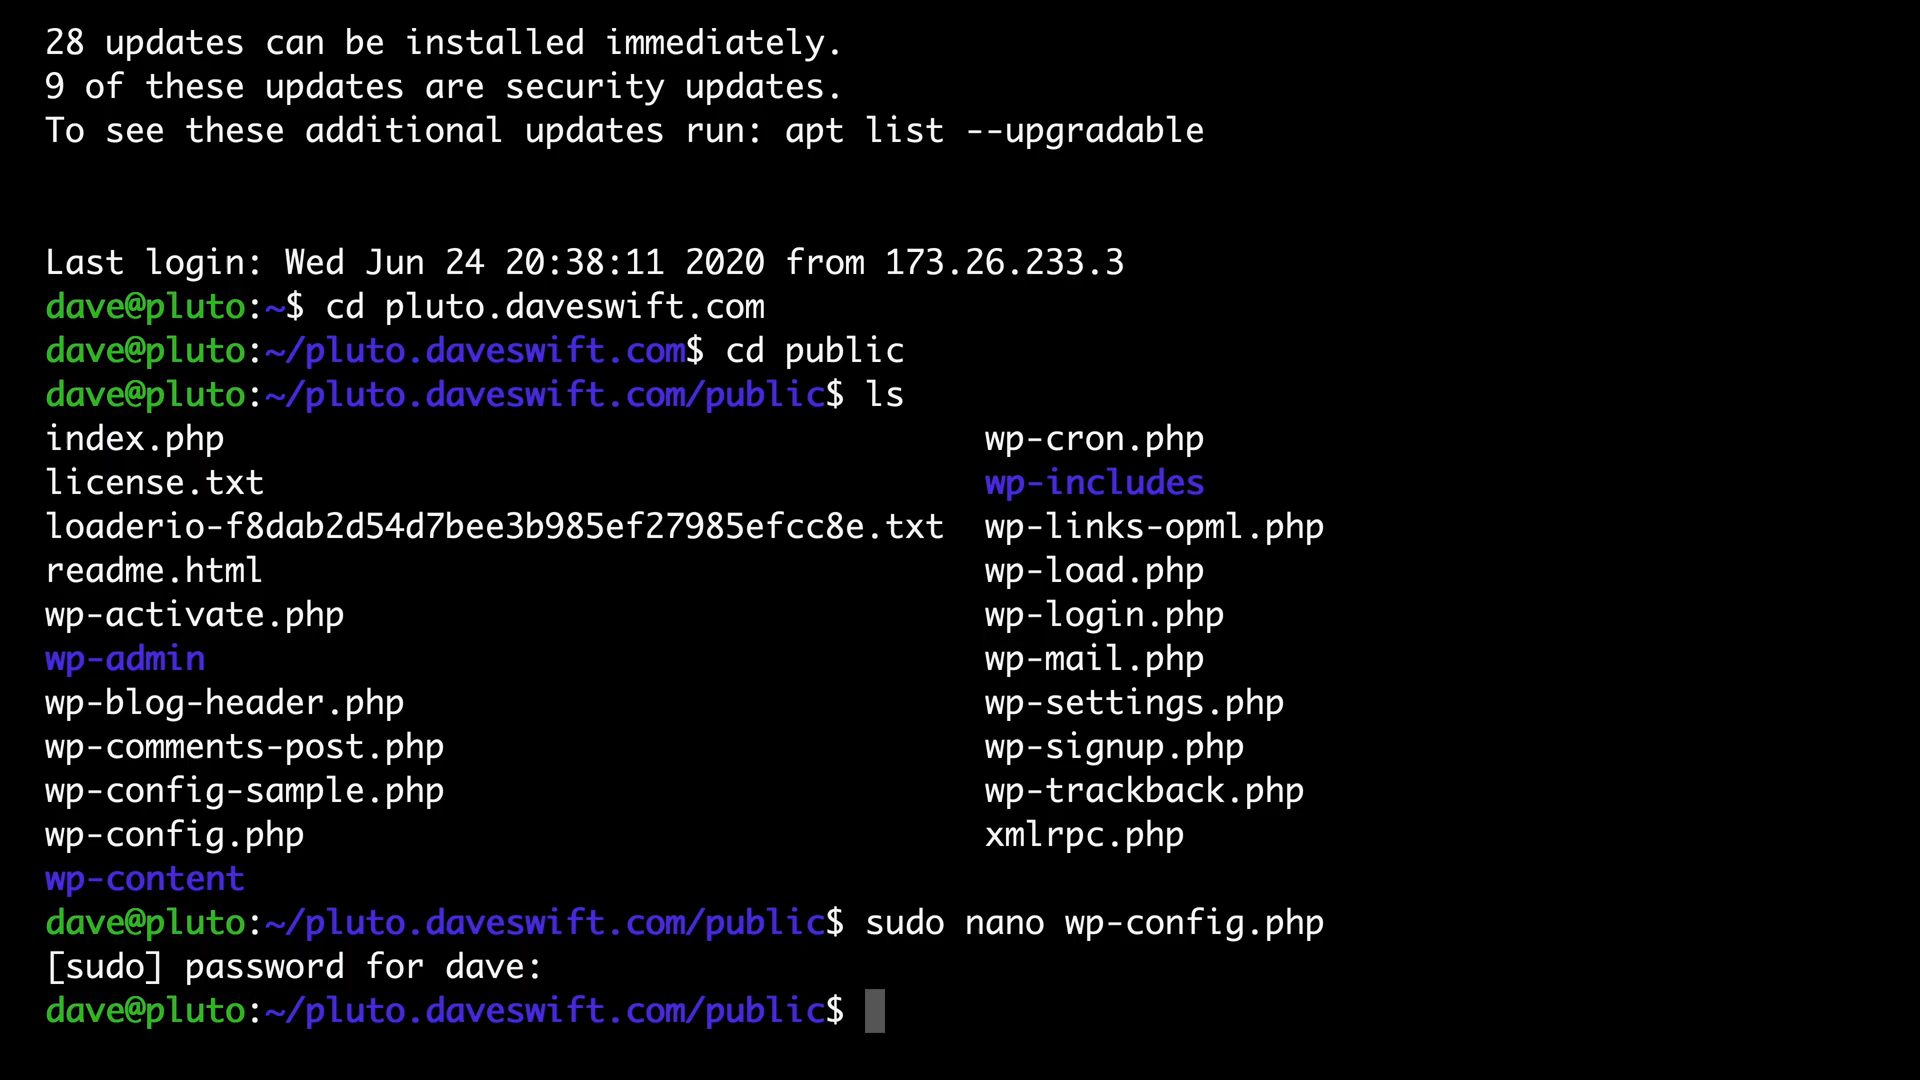 28 updates can be installed immediately.
9 of these updates are security updates.
To see these additional updates run: apt list --upgradable
Last login: Wed Jun 24 20:38:11 2020 from 173.26.233.3
dave@pluto:~$ cd pluto.daveswift.com
dave@pluto:~/pluto.daveswift.com$ cd public
dave@pluto:~/pluto.daveswift.com/public$ ls
index.php wp-cron.php
license.txt wp-includes
loaderio-f8dab2d54d7bee3b985ef27985efcc8e.txt wp-links-opml.php
readme.html wp-load.php
wp-activate.php wp-login.php
wp-admin wp-mail.php
wp-blog-header.php wp-settings.php
wp-comments-post.php wp-signup.php
wp-config-sample.php wp-trackback.php
wp-config.php xmlrpc.php
wp-content
dave@pluto:~/pluto.daveswift.com/public$ sudo nano wp-config.php
[sudo] password for dave:
dave@pluto:~/pluto.daveswift.com/public$